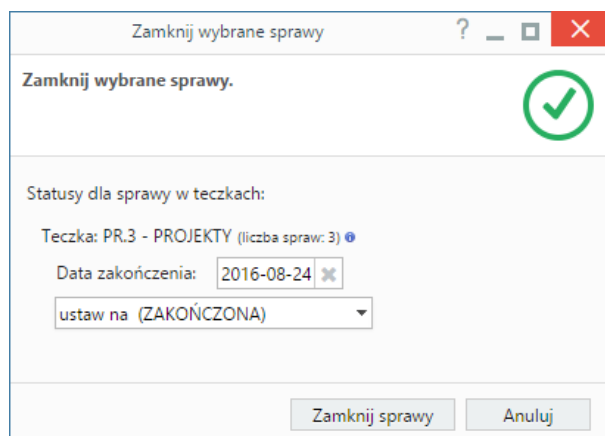 Zamknij wybrane sprawy
?
Zamknij wybrane sprawy.
Statusy dla sprawy w teczkach:
Teczka: PR.3 - PROJEKTY (liczba spraw: 3)
Data zakończenia: 2016-08-24
ustaw na (ZAKOŃCZONA)
Zamknij sprawy Anuluj